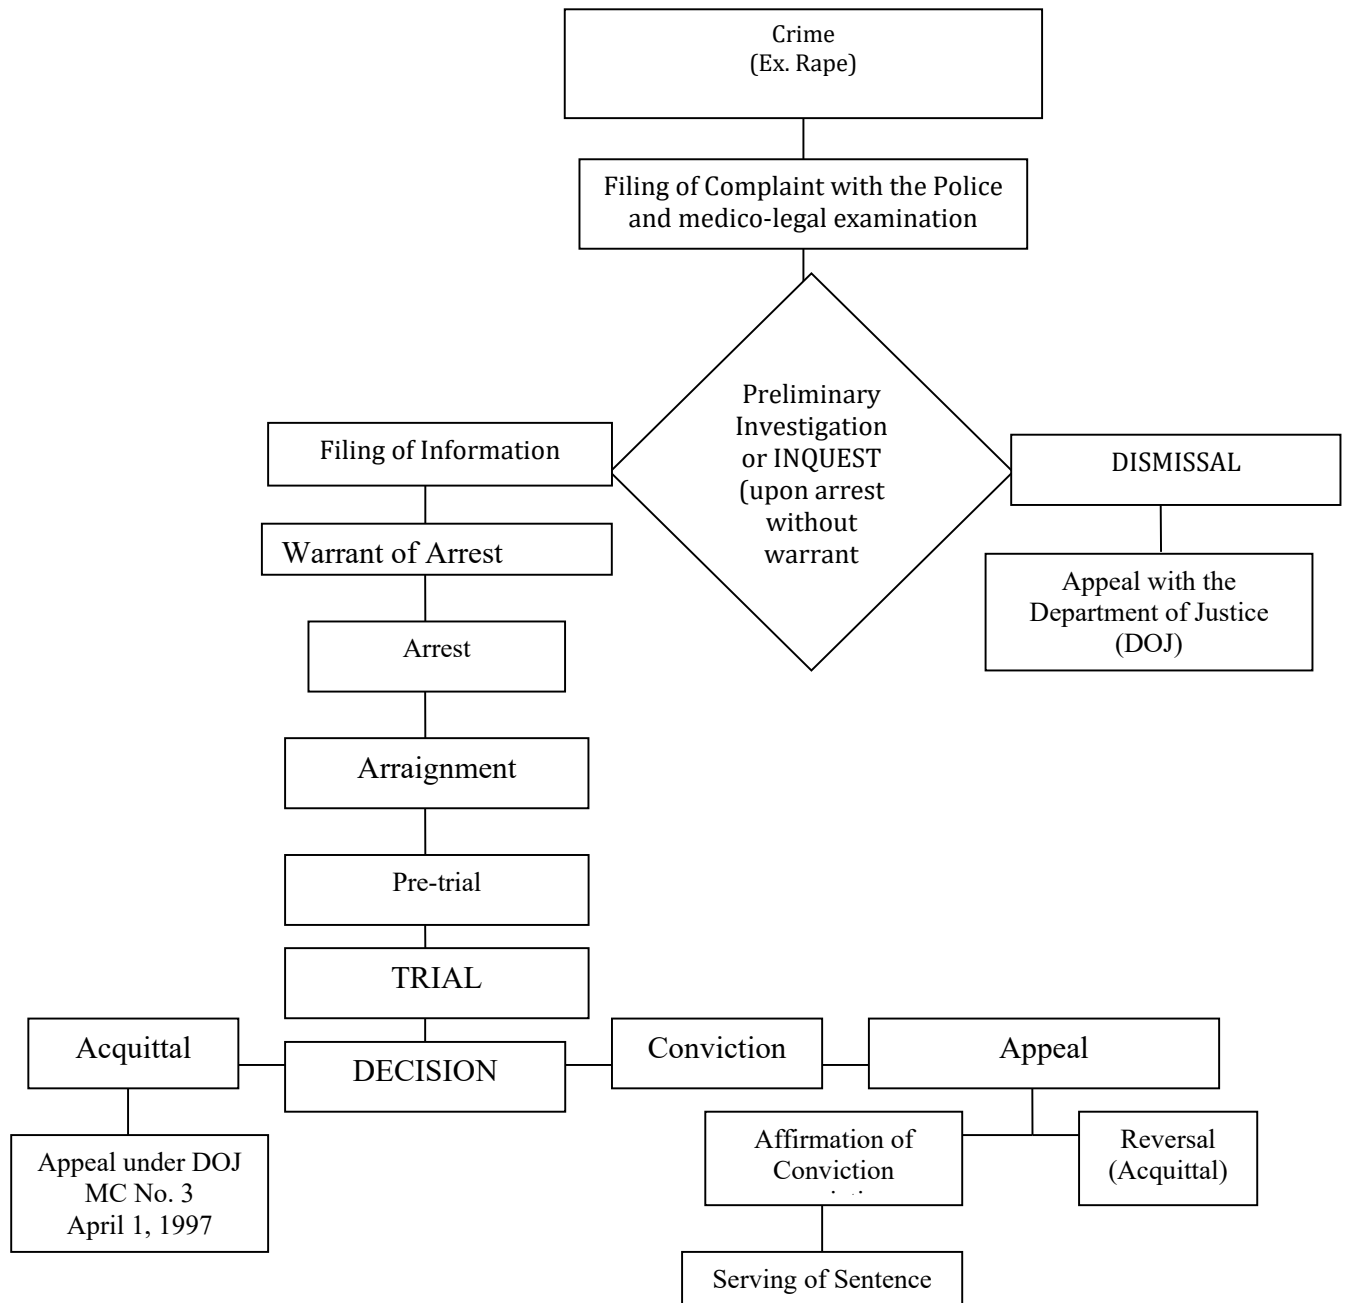 Crime
(Ex. Rape)
Filing of Complaint with the Police
and medico-legal examination
Preliminary
Investigation
or INQUEST
(upon arrest
without
warrant
Filing of Information
DISMISSAL
Warrant of Arrest
Appeal with the
Department of Justice
(DOJ)
Arrest
Arraignment
Pre-trial
TRIAL
Acquittal
DECISION
Conviction
Appeal
Appeal under DOJ
MC No. 3
April 1, 1997
Affirmation of
Conviction
Reversal
(Acquittal)
Serving of Sentence